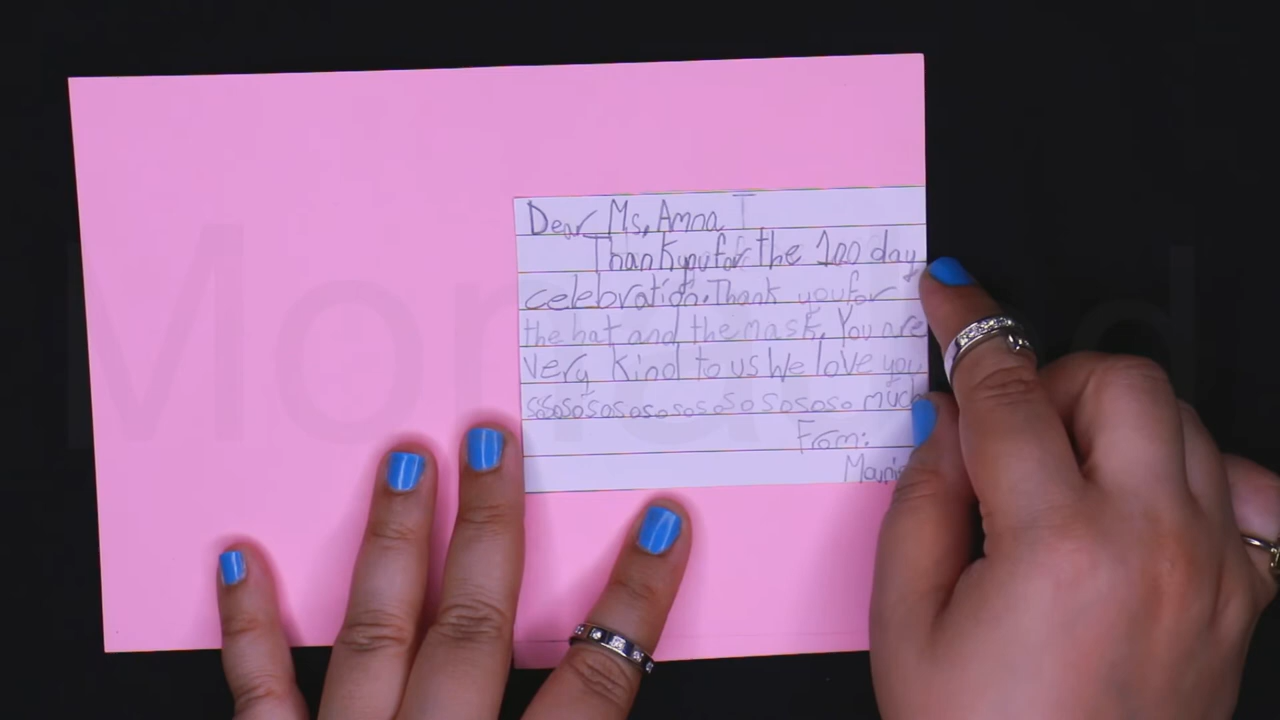 Dear Ms, Amna
Thank you for the 100 day
celebration. Thank you for
the hat and the mask. You are
very kind to us We love you
sosososososososososososo much
From: